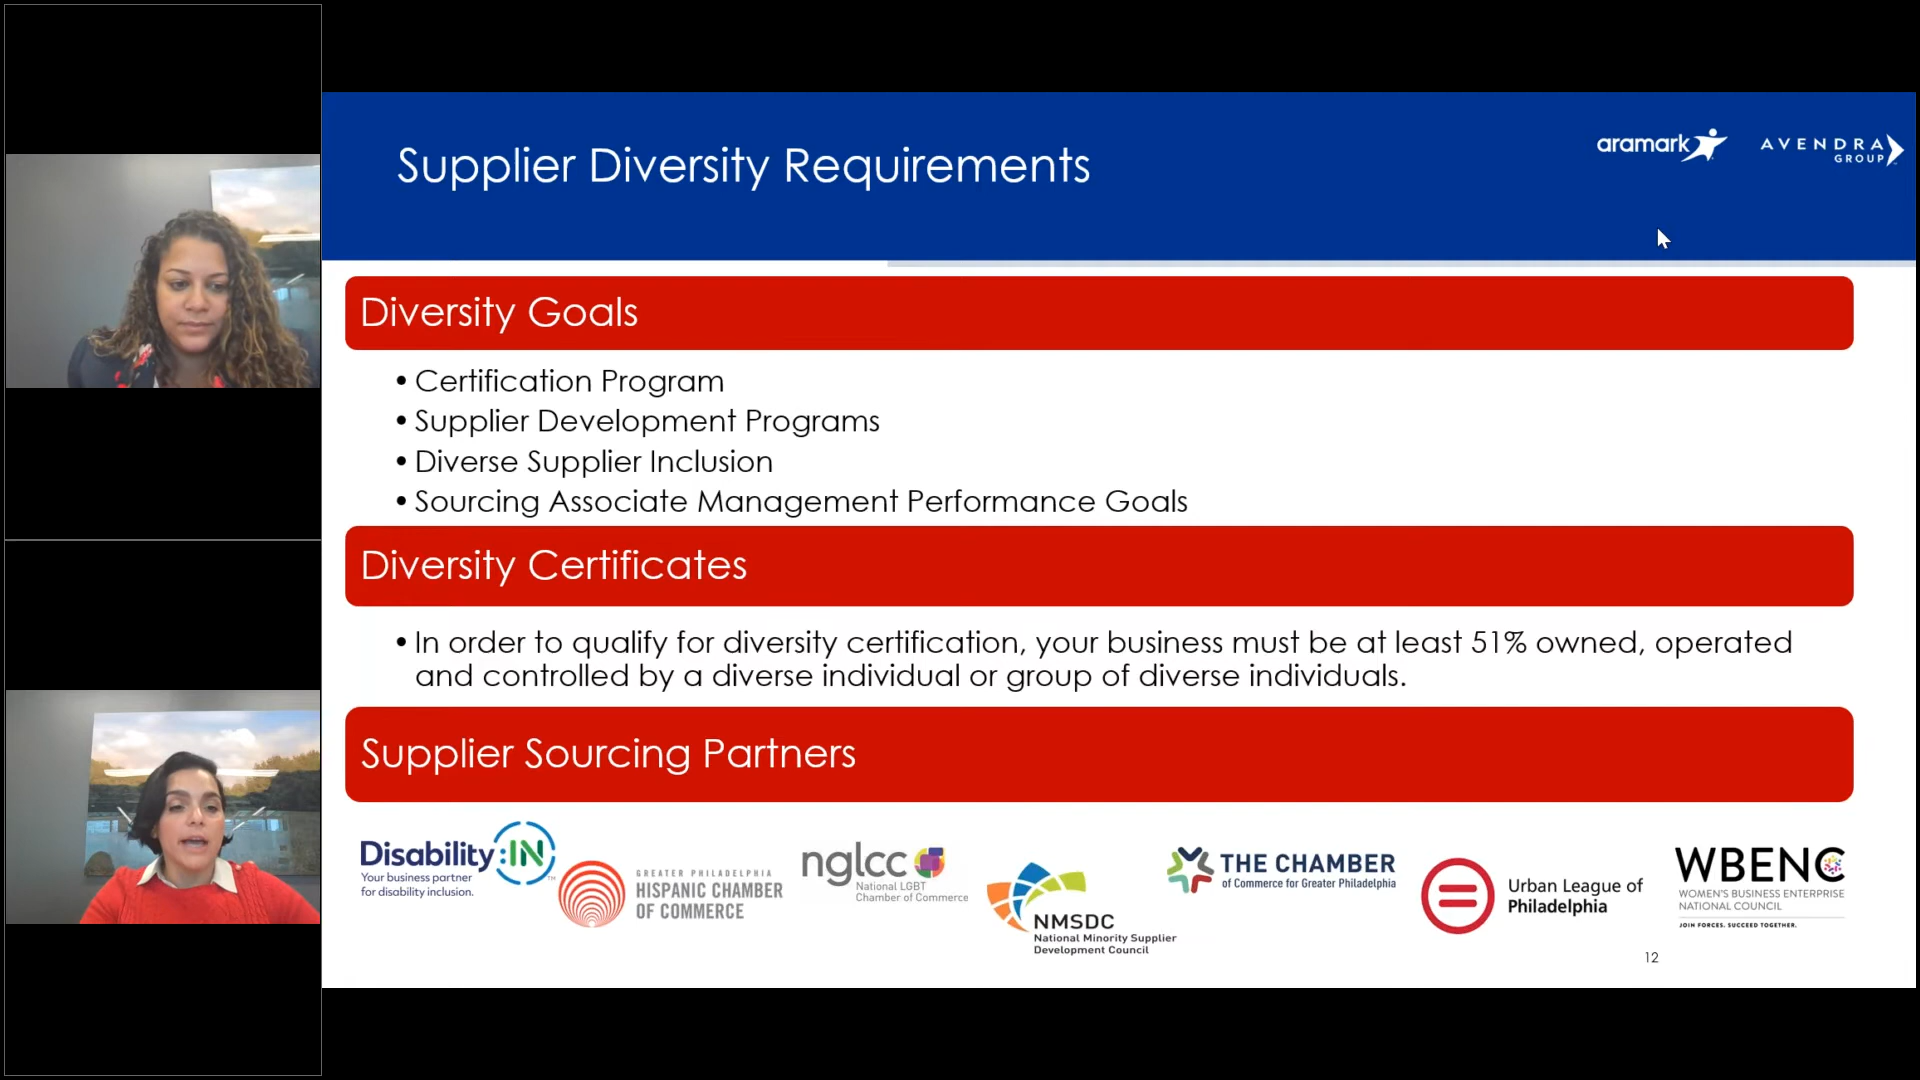 Supplier Diversity Requirements
aramark
AVENDRA
GROUP
Diversity Goals
• Certification Program
• Supplier Development Programs
• Diverse Supplier Inclusion
• Sourcing Associate Management Performance Goals
Diversity Certificates
• In order to qualify for diversity certification, your business must be at least 51% owned, operated
and controlled by a diverse individual or group of diverse individuals.
Supplier Sourcing Partners
Disability:IN™
Your business partner
for disability inclusion.
GREATER PHILADELPHIA
HISPANIC CHAMBER
OF COMMERCE
nglcc
National LGBT
Chamber of Commerce
NMSDC
National Minority Supplier
Development Council
THE CHAMBER
of Commerce for Greater Philadelphia
Urban League of
Philadelphia
WBENC
WOMEN'S BUSINESS ENTERPRISE
NATIONAL COUNCIL
JOIN FORCES. SUCCEED TOGETHER.
12